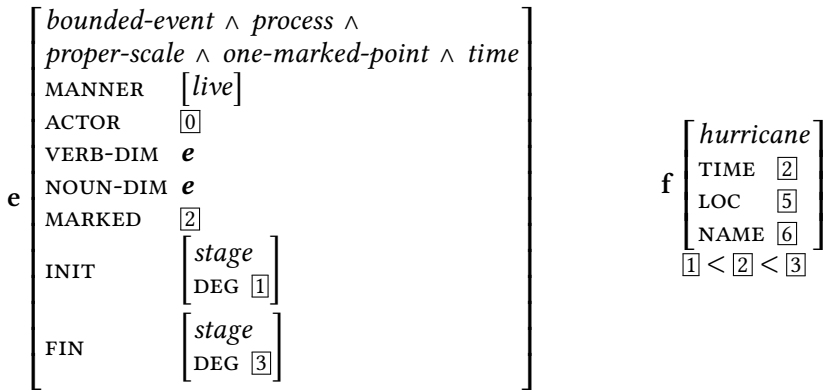 bounded-event ∧ process ∧
proper-scale ∧ one-marked-point ∧ time
MANNER [live]
ACTOR 0
VERB-DIM e
NOUN-DIM e
e
MARKED 2
INIT
stage
DEG 1
FIN
stage
DEG 3
f
hurricane
TIME 2
LOC 5
NAME 6
1 < 2 < 3